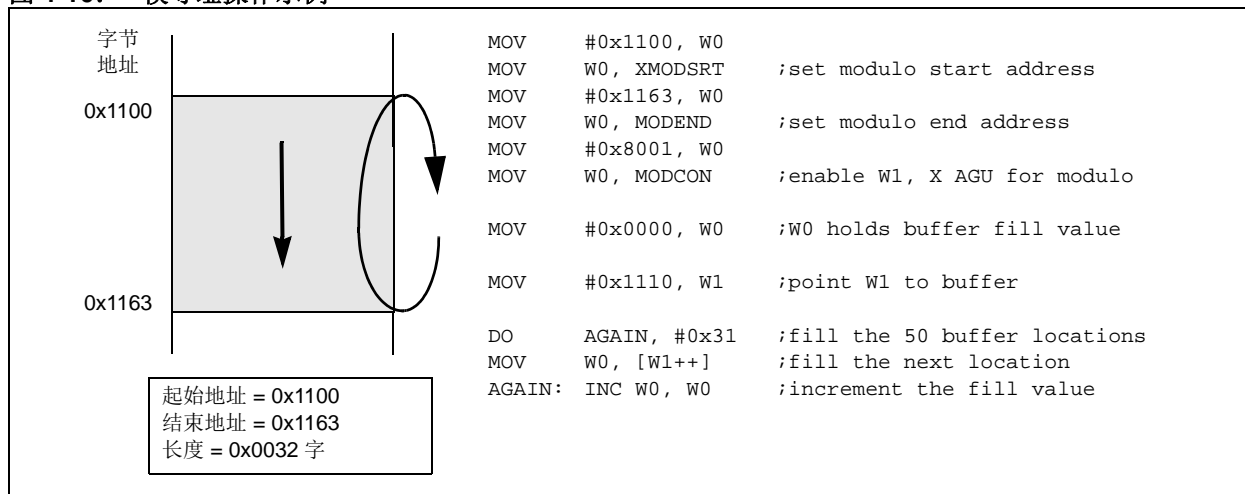 字节
地址
0x1100
0x1163
起始地址 = 0x1100
结束地址 = 0x1163
长度 = 0x0032 字
MOV #0x1100, W0
MOV W0, XMODSRT ;set modulo start address
MOV #0x1163, W0
MOV W0, MODEND ;set modulo end address
MOV #0x8001, W0
MOV W0, MODCON ;enable W1, X AGU for modulo
MOV #0x0000, W0 ;W0 holds buffer fill value
MOV #0x1110, W1 ;point W1 to buffer
DO AGAIN, #0x31 ;fill the 50 buffer locations
MOV W0, [W1++] ;fill the next location
AGAIN: INC W0, W0 ;increment the fill value